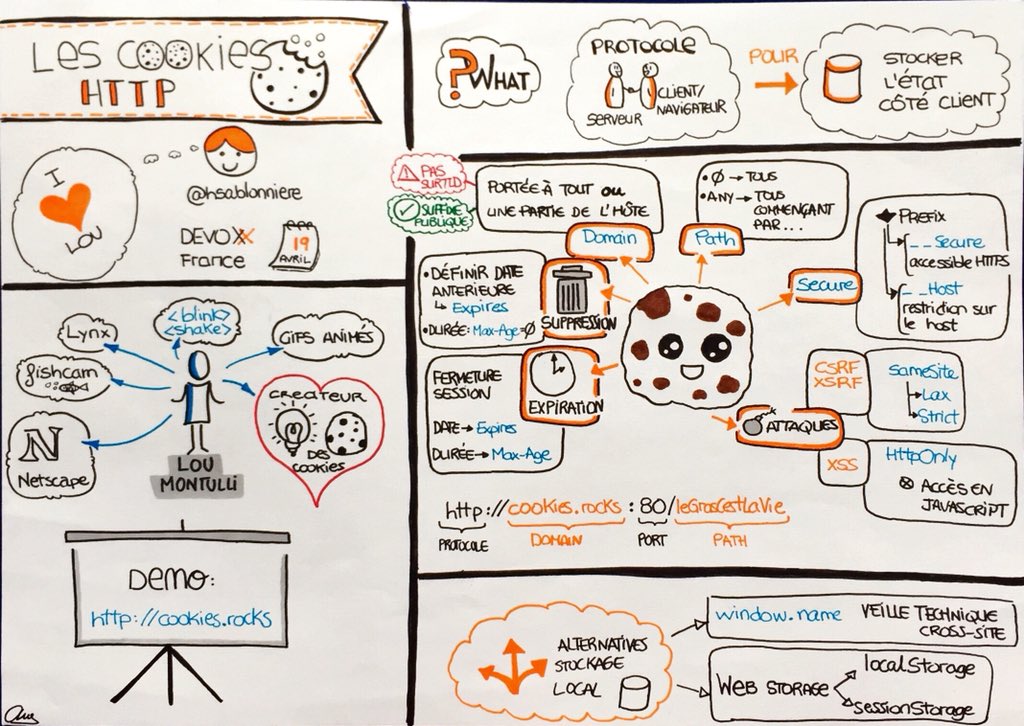 LES COOKIES
HTTP
I
LOU
@hsablonniere
DEVOXX
France
19
AVRIL
Lynx
<blink>
<shake>
GIFS ANIMÉS
fishcam
N
Netscape
CREATEUR
DES
COOKIES
LOU
MONTULLI
DEMO:
http://cookies.rocks
? WHAT
PROTOCOLE
CLIENT/
NAVIGATEUR
SERVEUR
POUR
STOCKER
L'ÉTAT
CÔTÉ CLIENT
PAS
SUR TLD
SUFFIXE
PUBLIQUE
PORTÉE À TOUT OU
UNE PARTIE DE L'HÔTE
Domain
• Ø → TOUS
• ANY → TOUS
COMMENÇANT
PAR...
Path
Secure
PREFIX
__Secure
accessible HTTPS
__Host
restriction sur
le host
• DÉFINIR DATE
ANTÉRIEURE
↳ Expires
• DURÉE: Max-Age=Ø
SUPPRESSION
FERMETURE
SESSION
DATE → Expires
DURÉE → Max-Age
EXPIRATION
ATTAQUES
CSRF
XSRF
SameSite
Lax
Strict
XSS
HttpOnly
⊗ ACCÈS EN
JAVASCRIPT
http://cookies.rocks:80/leGrasCestLaVie
PROTOCOLE DOMAIN PORT PATH
ALTERNATIVES
STOCKAGE
LOCAL
window.name VEILLE TECHNIQUE
CROSS-SITE
WEB STORAGE
localStorage
sessionStorage